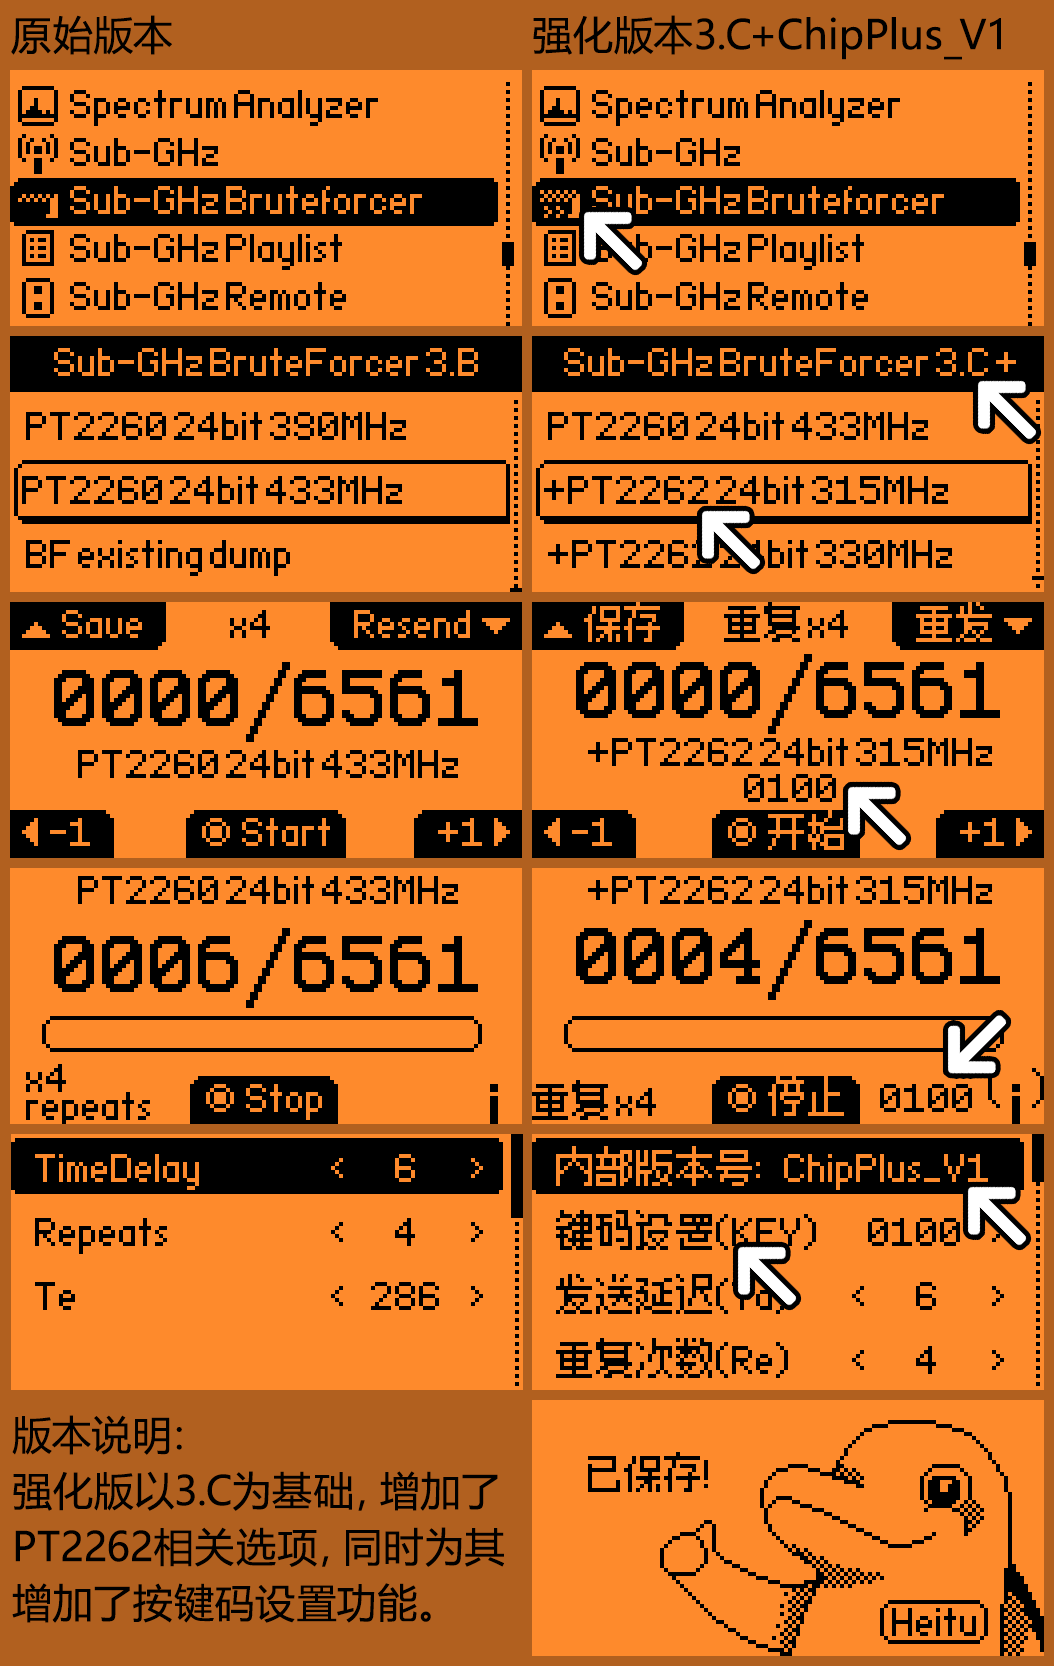 原始版本
强化版本3.C+ChipPlus_V1
Spectrum Analyzer
Sub-GHz
Sub-GHz Bruteforcer
Sub-GHz Playlist
Sub-GHz Remote
Spectrum Analyzer
Sub-GHz
Sub-GHz Bruteforcer
Sub-GHz Playlist
Sub-GHz Remote
Sub-GHz BruteForcer 3.B
PT2260 24bit 390MHz
PT2260 24bit 433MHz
BF existing dump
Sub-GHz BruteForcer 3.C+
PT2260 24bit 433MHz
+PT2262 24bit 315MHz
+PT2262 24bit 330MHz
Save x4 Resend
0000/6561
PT2260 24bit 433MHz
-1 Start +1
保存 重复x4 重发
0000/6561
+PT2262 24bit 315MHz
0100
-1 开始 +1
PT2260 24bit 433MHz
0006/6561
x4
repeats Stop
+PT2262 24bit 315MHz
0004/6561
重复x4 停止 0100
TimeDelay < 6 >
Repeats < 4 >
Te < 286 >
内部版本号: ChipPlus_V1
键码设置(KEY) 0100 >
发送延迟(Td) < 6 >
重复次数(Re) < 4 >
版本说明:
强化版以3.C为基础, 增加了
PT2262相关选项, 同时为其
增加了按键码设置功能。
已保存!
Heitu